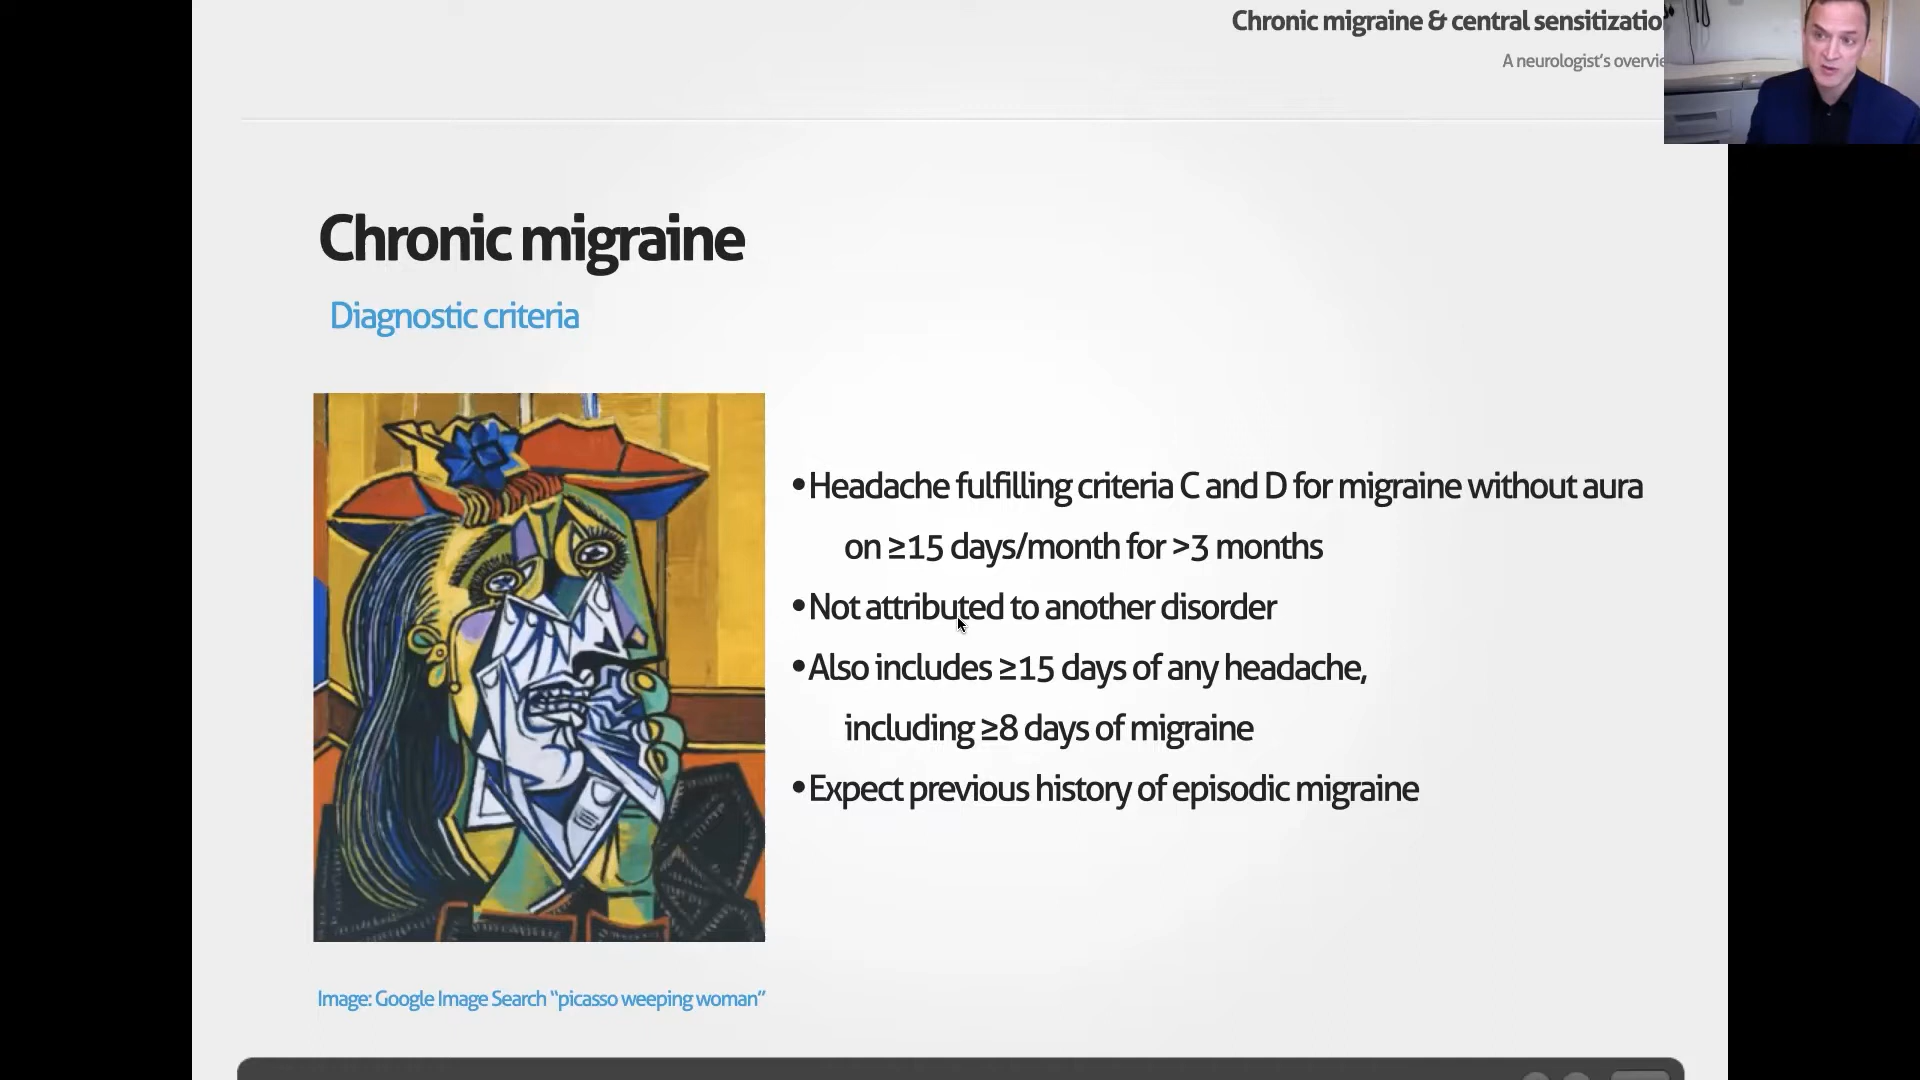 Chronic migraine & central sensitizatio
A neurologist's overvie
Chronic migraine
Diagnostic criteria
•Headache fulfilling criteria C and D for migraine without aura
on ≥15 days/month for >3 months
•Not attributed to another disorder
•Also includes ≥15 days of any headache,
including ≥8 days of migraine
•Expect previous history of episodic migraine
Image: Google Image Search “picasso weeping woman”